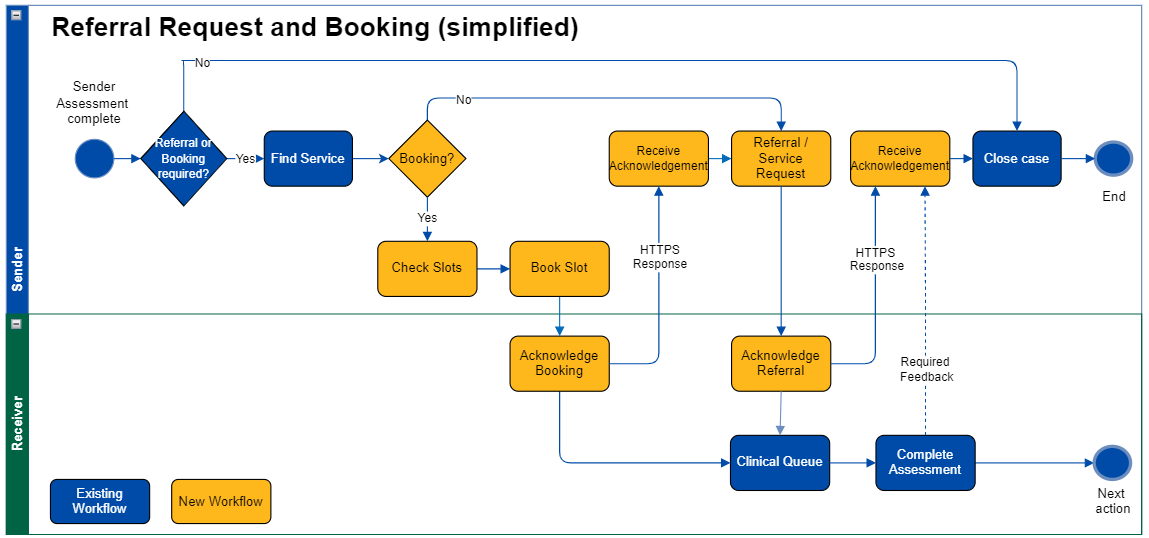 Referral Request and Booking (simplified)
No
Sender
Assessment
complete
Referral or
Booking
required?
Yes
Find Service
Booking?
No
Yes
Receive
Acknowledgement
Referral /
Service
Request
Receive
Acknowledgement
Close case
End
Check Slots
Book Slot
HTTPS
Response
HTTPS
Response
Sender
Acknowledge
Booking
Acknowledge
Referral
Required
Feedback
Receiver
Clinical Queue
Complete
Assessment
Next
action
Existing
Workflow
New Workflow